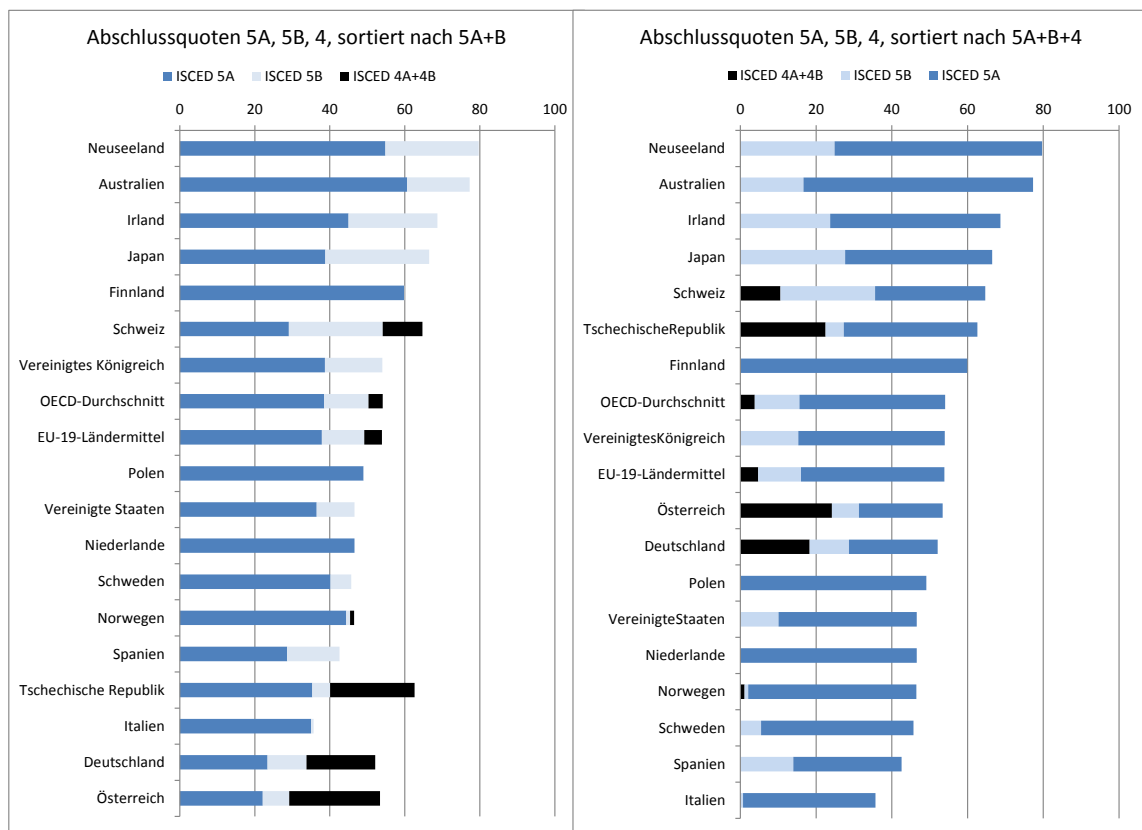 Abschlussquoten 5A, 5B, 4, sortiert nach 5A+B
ISCED 5A ISCED 5B ISCED 4A+4B
0 20 40 60 80 100
Neuseeland
Australien
Irland
Japan
Finnland
Schweiz
Vereinigtes Königreich
OECD-Durchschnitt
EU-19-Ländermittel
Polen
Vereinigte Staaten
Niederlande
Schweden
Norwegen
Spanien
Tschechische Republik
Italien
Deutschland
Österreich
Abschlussquoten 5A, 5B, 4, sortiert nach 5A+B+4
ISCED 4A+4B ISCED 5B ISCED 5A
0 20 40 60 80 100
Neuseeland
Australien
Irland
Japan
Schweiz
TschechischeRepublik
Finnland
OECD-Durchschnitt
VereinigtesKönigreich
EU-19-Ländermittel
Österreich
Deutschland
Polen
VereinigteStaaten
Niederlande
Norwegen
Schweden
Spanien
Italien